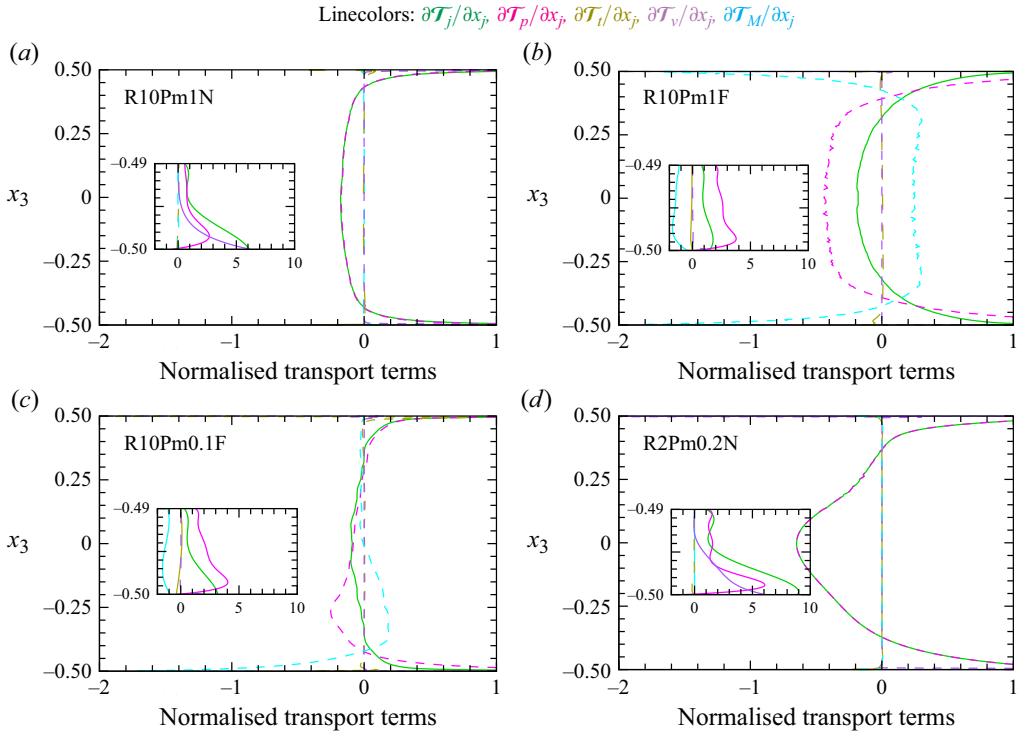 Linecolors: ∂𝒯j/∂xj, ∂𝒯p/∂xj, ∂𝒯t/∂xj, ∂𝒯v/∂xj, ∂𝒯M/∂xj
(a)
0.50
R10Pm1N
0.25
x3 0
−0.25
−0.50
−2 −1 0 1
Normalised transport terms
−0.49
−0.50
0 5 10
(b)
0.50
R10Pm1F
0.25
0
−0.25
−0.50
−2 −1 0 1
Normalised transport terms
−0.49
−0.50
0 5 10
(c)
0.50
R10Pm0.1F
0.25
x3 0
−0.25
−0.50
−2 −1 0 1
Normalised transport terms
−0.49
−0.50
0 5 10
(d)
0.50
R2Pm0.2N
0.25
x3 0
−0.25
−0.50
−2 −1 0 1
Normalised transport terms
−0.49
−0.50
0 5 10